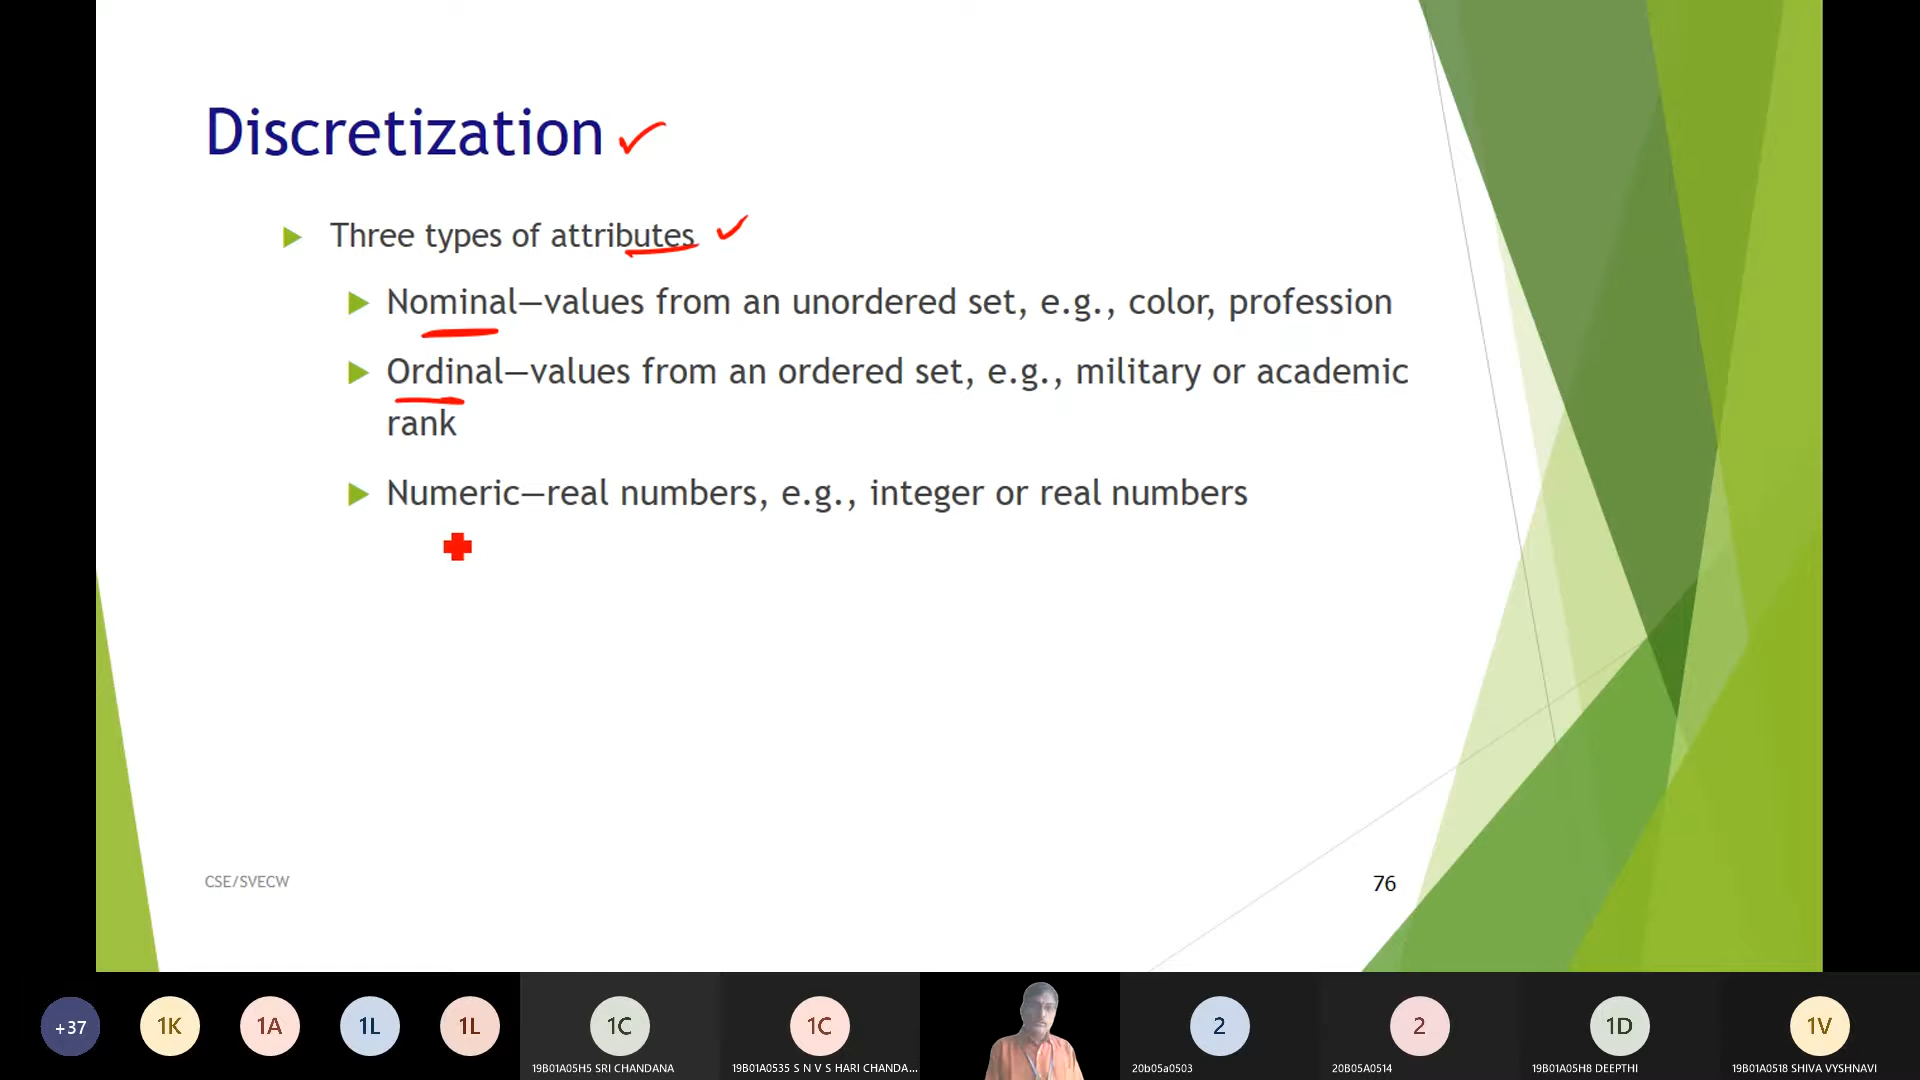 Discretization
Three types of attributes
Nominal—values from an unordered set, e.g., color, profession
Ordinal—values from an ordered set, e.g., military or academic
rank
Numeric—real numbers, e.g., integer or real numbers
CSE/SVECW
76
+37
1K
1A
1L
1L
1C
1C
2
2
1D
1V
19B01A05H5 SRI CHANDANA
19B01A0535 S N V S HARI CHANDA...
20b05a0503
20B05A0514
19B01A05H8 DEEPTHI
19B01A0518 SHIVA VYSHNAVI